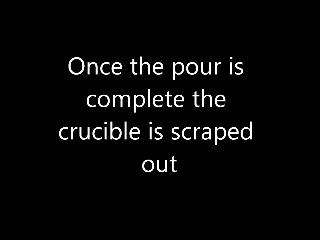 Once the pour is
complete the
crucible is scraped
out